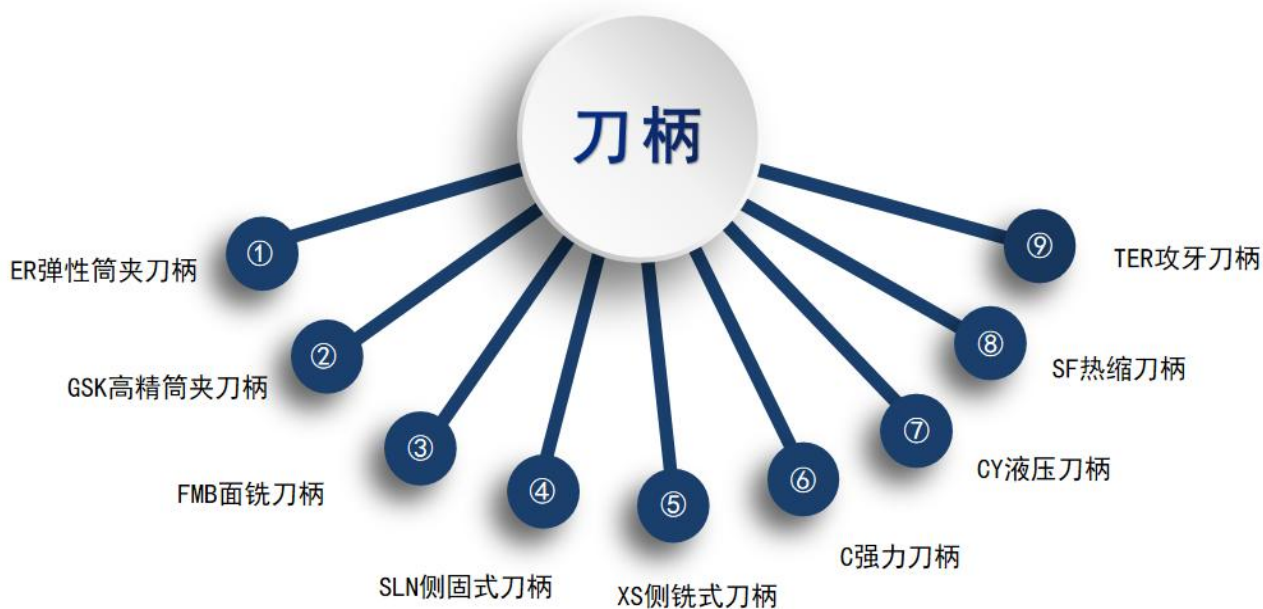 刀柄
①
ER弹性筒夹刀柄
②
GSK高精筒夹刀柄
③
FMB面铣刀柄
④
SLN侧固式刀柄
⑤
XS侧铣式刀柄
⑥
C强力刀柄
⑦
CY液压刀柄
⑧
SF热缩刀柄
⑨
TER攻牙刀柄